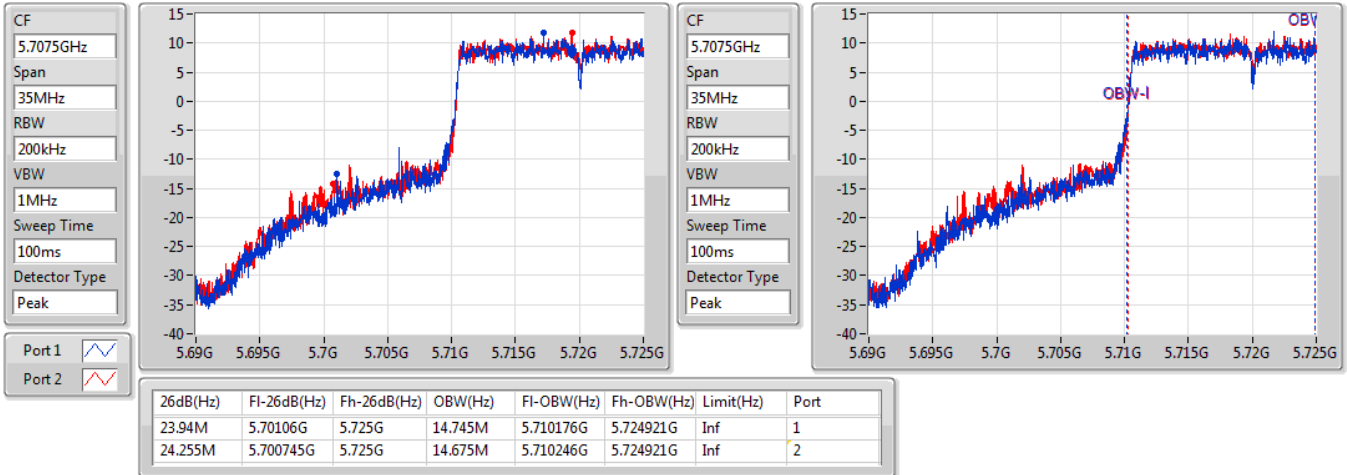 CF
5.7075GHz
Span
35MHz
RBW
200kHz
VBW
1MHz
Sweep Time
100ms
Detector Type
Peak
Port 1
Port 2
15
10
5
0
-5
-10
-15
-20
-25
-30
-35
-40
5.69G 5.695G 5.7G 5.705G 5.71G 5.715G 5.72G 5.725G
CF
5.7075GHz
Span
35MHz
RBW
200kHz
VBW
1MHz
Sweep Time
100ms
Detector Type
Peak
15
10
5
0
-5
-10
-15
-20
-25
-30
-35
-40
OBW-l
OBW
5.69G 5.695G 5.7G 5.705G 5.71G 5.715G 5.72G 5.725G
26dB(Hz) Fl-26dB(Hz) Fh-26dB(Hz) OBW(Hz) Fl-OBW(Hz) Fh-OBW(Hz) Limit(Hz) Port
23.94M 5.70106G 5.725G 14.745M 5.710176G 5.724921G Inf 1
24.255M 5.700745G 5.725G 14.675M 5.710246G 5.724921G Inf 2